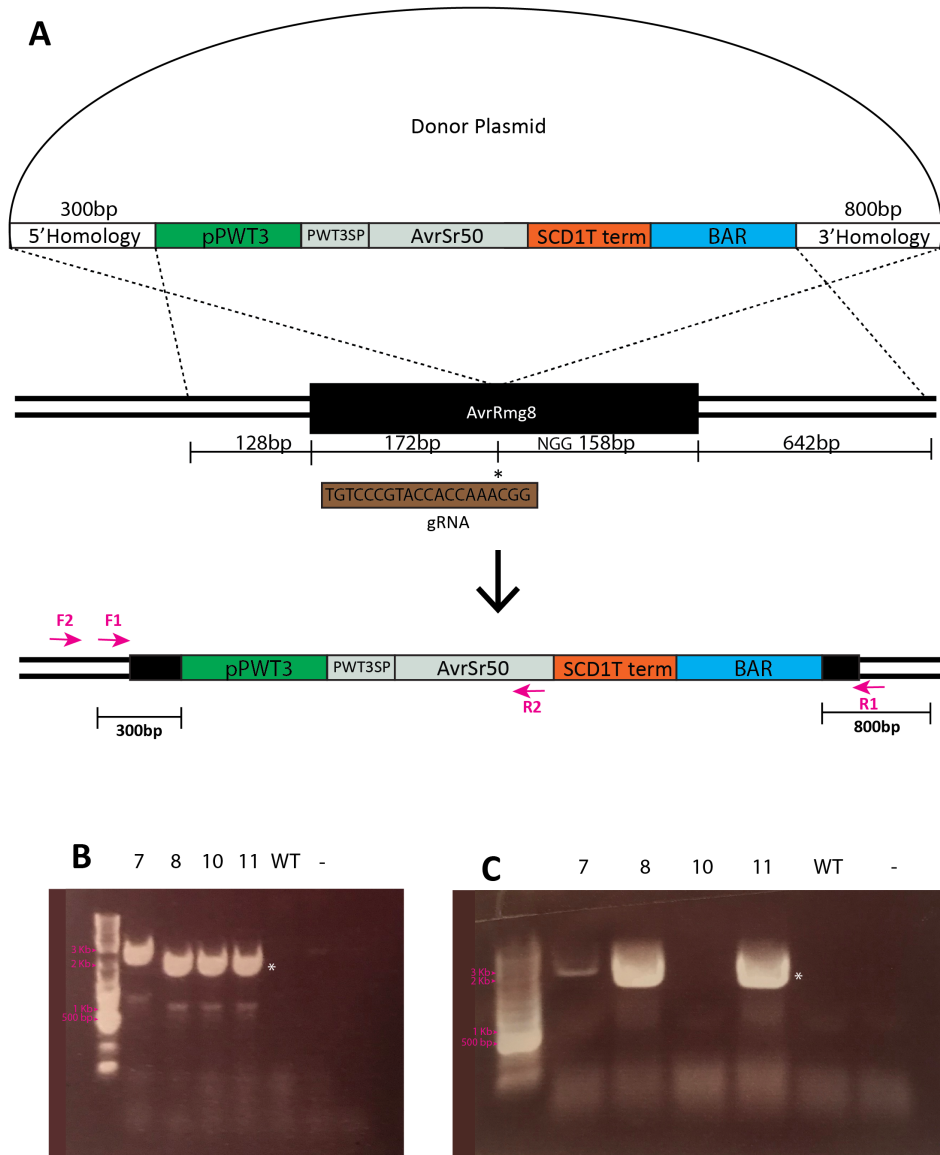 A
Donor Plasmid
300bp 800bp
5'Homology pPWT3 PWT3SP AvrSr50 SCD1T term BAR 3'Homology
AvrRmg8
128bp 172bp NGG 158bp 642bp
*
TGTCCCGTACCACCAAACGG
gRNA
F2 F1
pPWT3 PWT3SP AvrSr50 SCD1T term BAR
R2 R1
300bp 800bp
B 7 8 10 11 WT -
3 Kb
2 Kb
*
1 Kb
500 bp
C 7 8 10 11 WT -
3 Kb
2 Kb
*
1 Kb
500 bp